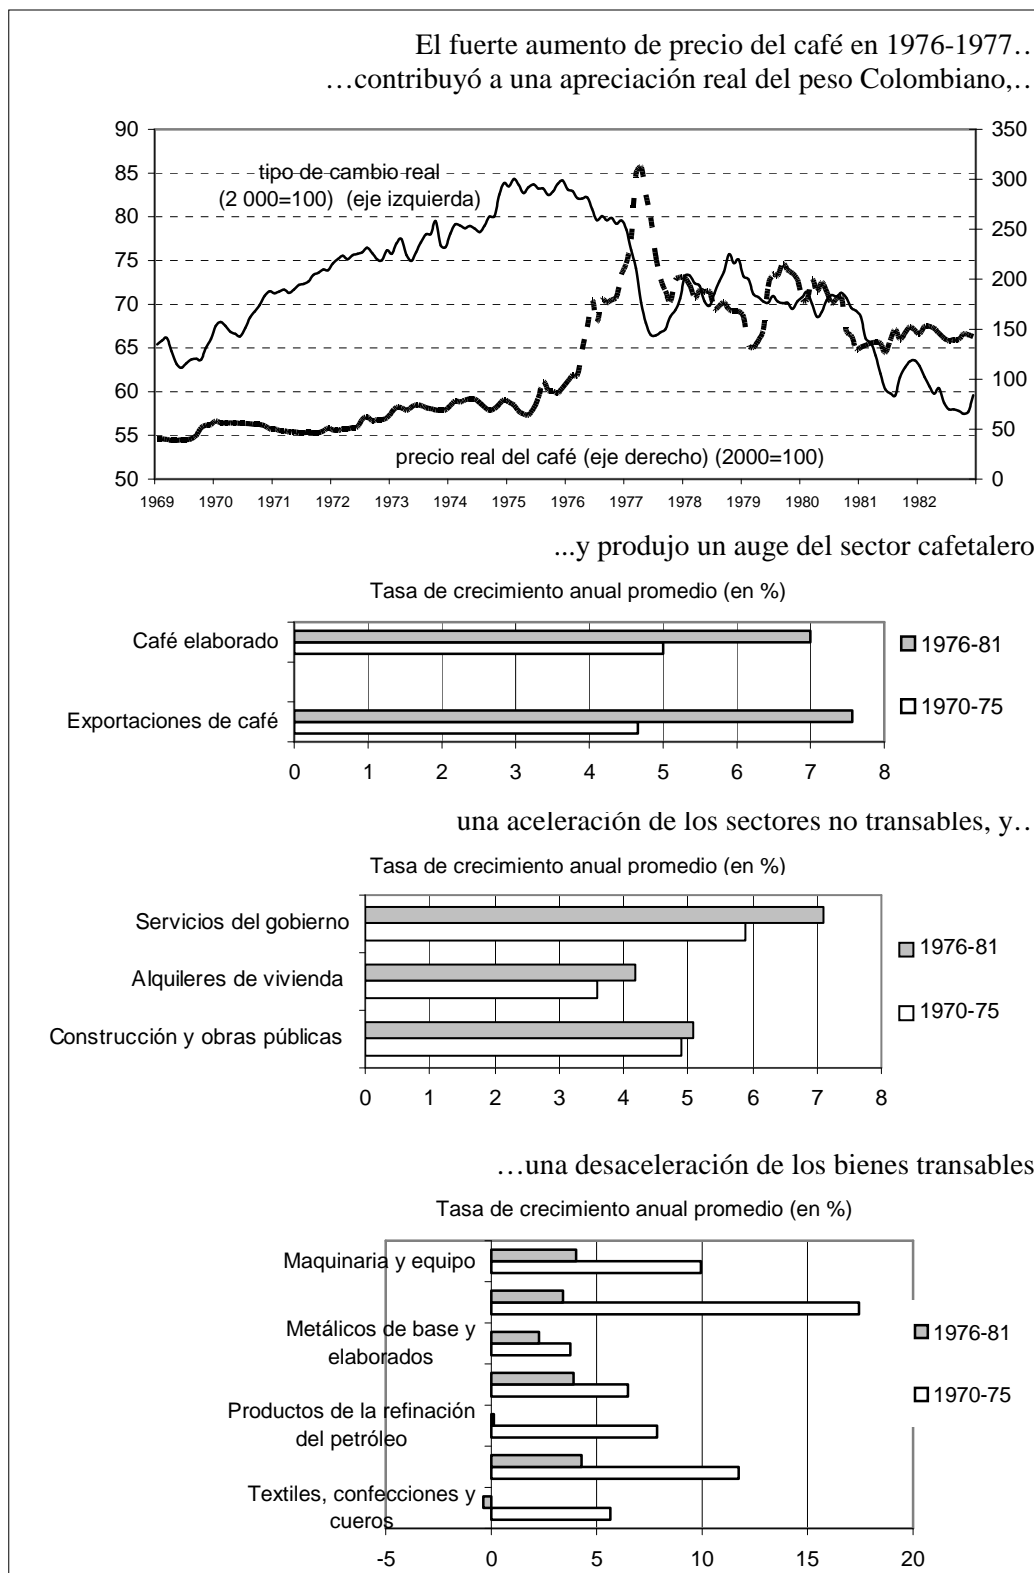 El fuerte aumento de precio del café en 1976-1977..
…contribuyó a una apreciación real del peso Colombiano,..
90
85
80
75
70
65
60
55
50
350
300
250
200
150
100
50
0
tipo de cambio real
(2 000=100) (eje izquierda)
precio real del café (eje derecho) (2000=100)
1969 1970 1971 1972 1973 1974 1975 1976 1977 1978 1979 1980 1981 1982
...y produjo un auge del sector cafetalero
Tasa de crecimiento anual promedio (en %)
Café elaborado
Exportaciones de café
1976-81
1970-75
0 1 2 3 4 5 6 7 8
una aceleración de los sectores no transables, y..
Tasa de crecimiento anual promedio (en %)
Servicios del gobierno
Alquileres de vivienda
Construcción y obras públicas
1976-81
1970-75
0 1 2 3 4 5 6 7 8
…una desaceleración de los bienes transables
Tasa de crecimiento anual promedio (en %)
Maquinaria y equipo
Metálicos de base y
elaborados
Productos de la refinación
del petróleo
Textiles, confecciones y
cueros
1976-81
1970-75
-5 0 5 10 15 20